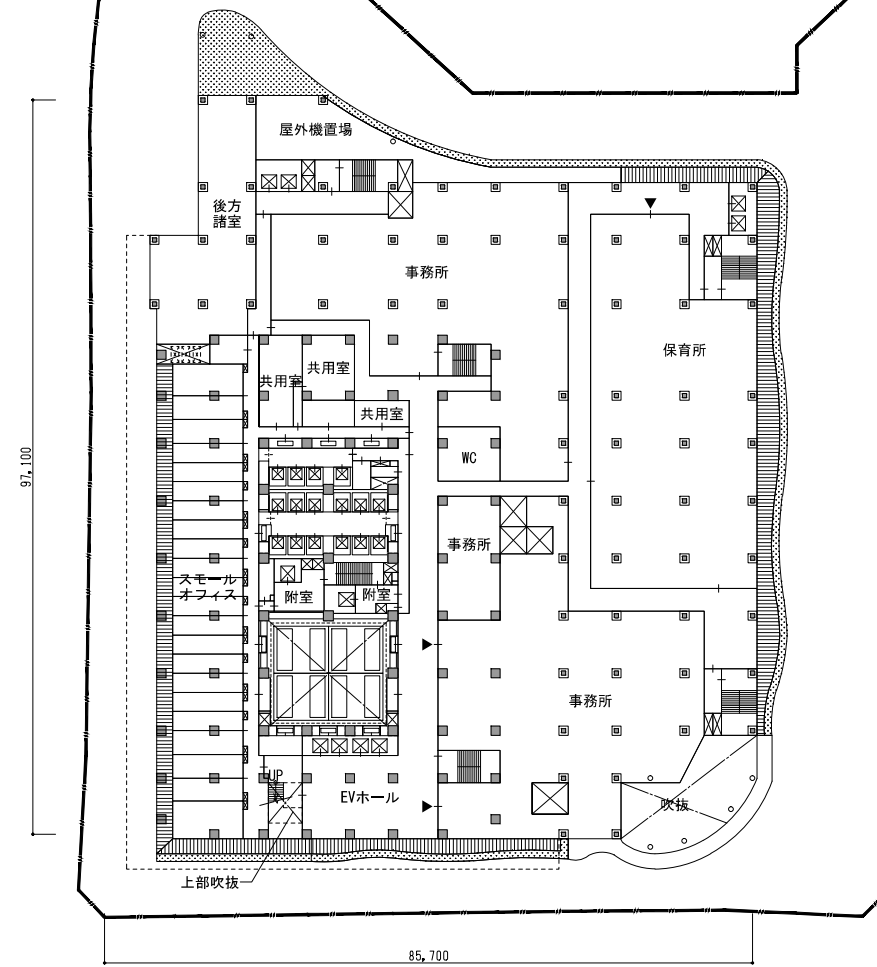 屋外機置場
後方
諸室
事務所
保育所
共用室
共用室
共用室
WC
事務所
スモール
オフィス
附室
附室
事務所
UP
EVホール
吹抜
上部吹抜
97,100
85,700